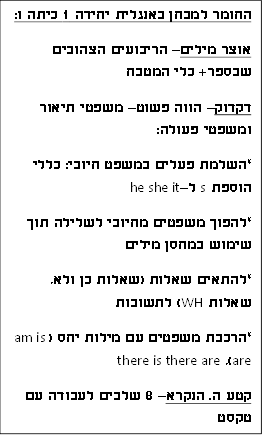 החומר למבחן באנגלית יחידה 1 כיתה ו:
אוצר מילים– הריבועים הצהובים
שבספר+ כלי המטבח
דקדוק– הווה פשוט– משפטי תיאור
ומשפטי פעולה:
*השלמת פעלים במשפט חיובי: כללי
הוספת s ל–he she it
*להפוך משפטים מחיובי לשלילה תוך
שימוש במחסן מילים
*להתאים שאלות (שאלות כן ולא,
שאלות WH) לתשובות
*הרכבת משפטים עם מילות יחס (am is
are), there is there are
קטע ה. הנקרא– 8 שלבים לעבודה עם
טקסט